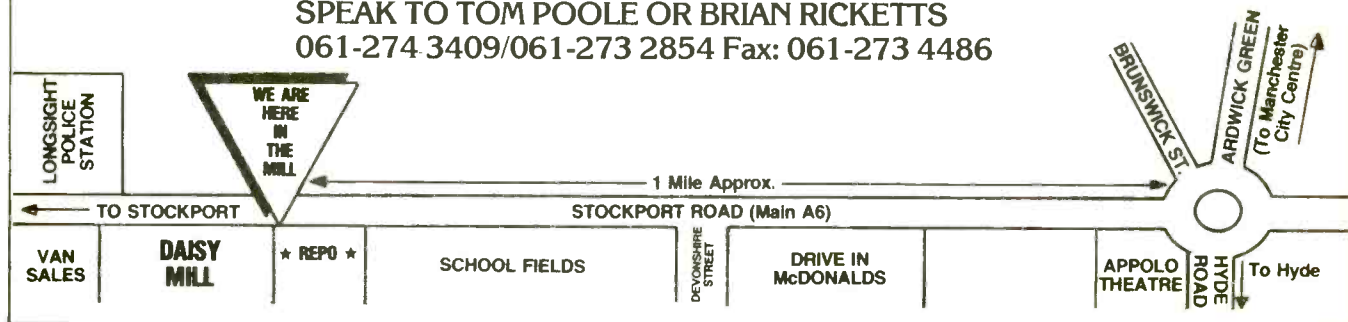 SPEAK TO TOM POOLE OR BRIAN RICKETTS
061-274 3409/061-273 2854 Fax: 061-273 4486
LONGSIGHT
POLICE
STATION
WE ARE
HERE
IN
THE
MILL
BRUNSWICK ST.
ARDWICK GREEN
(To Manchester
City Centre)
1 Mile Approx.
TO STOCKPORT
STOCKPORT ROAD (Main A6)
VAN
SALES
DAISY
MILL
★ REPO ★
SCHOOL FIELDS
DEVONSHIRE
STREET
DRIVE IN
McDONALDS
APPOLO
THEATRE
HYDE
ROAD
To Hyde